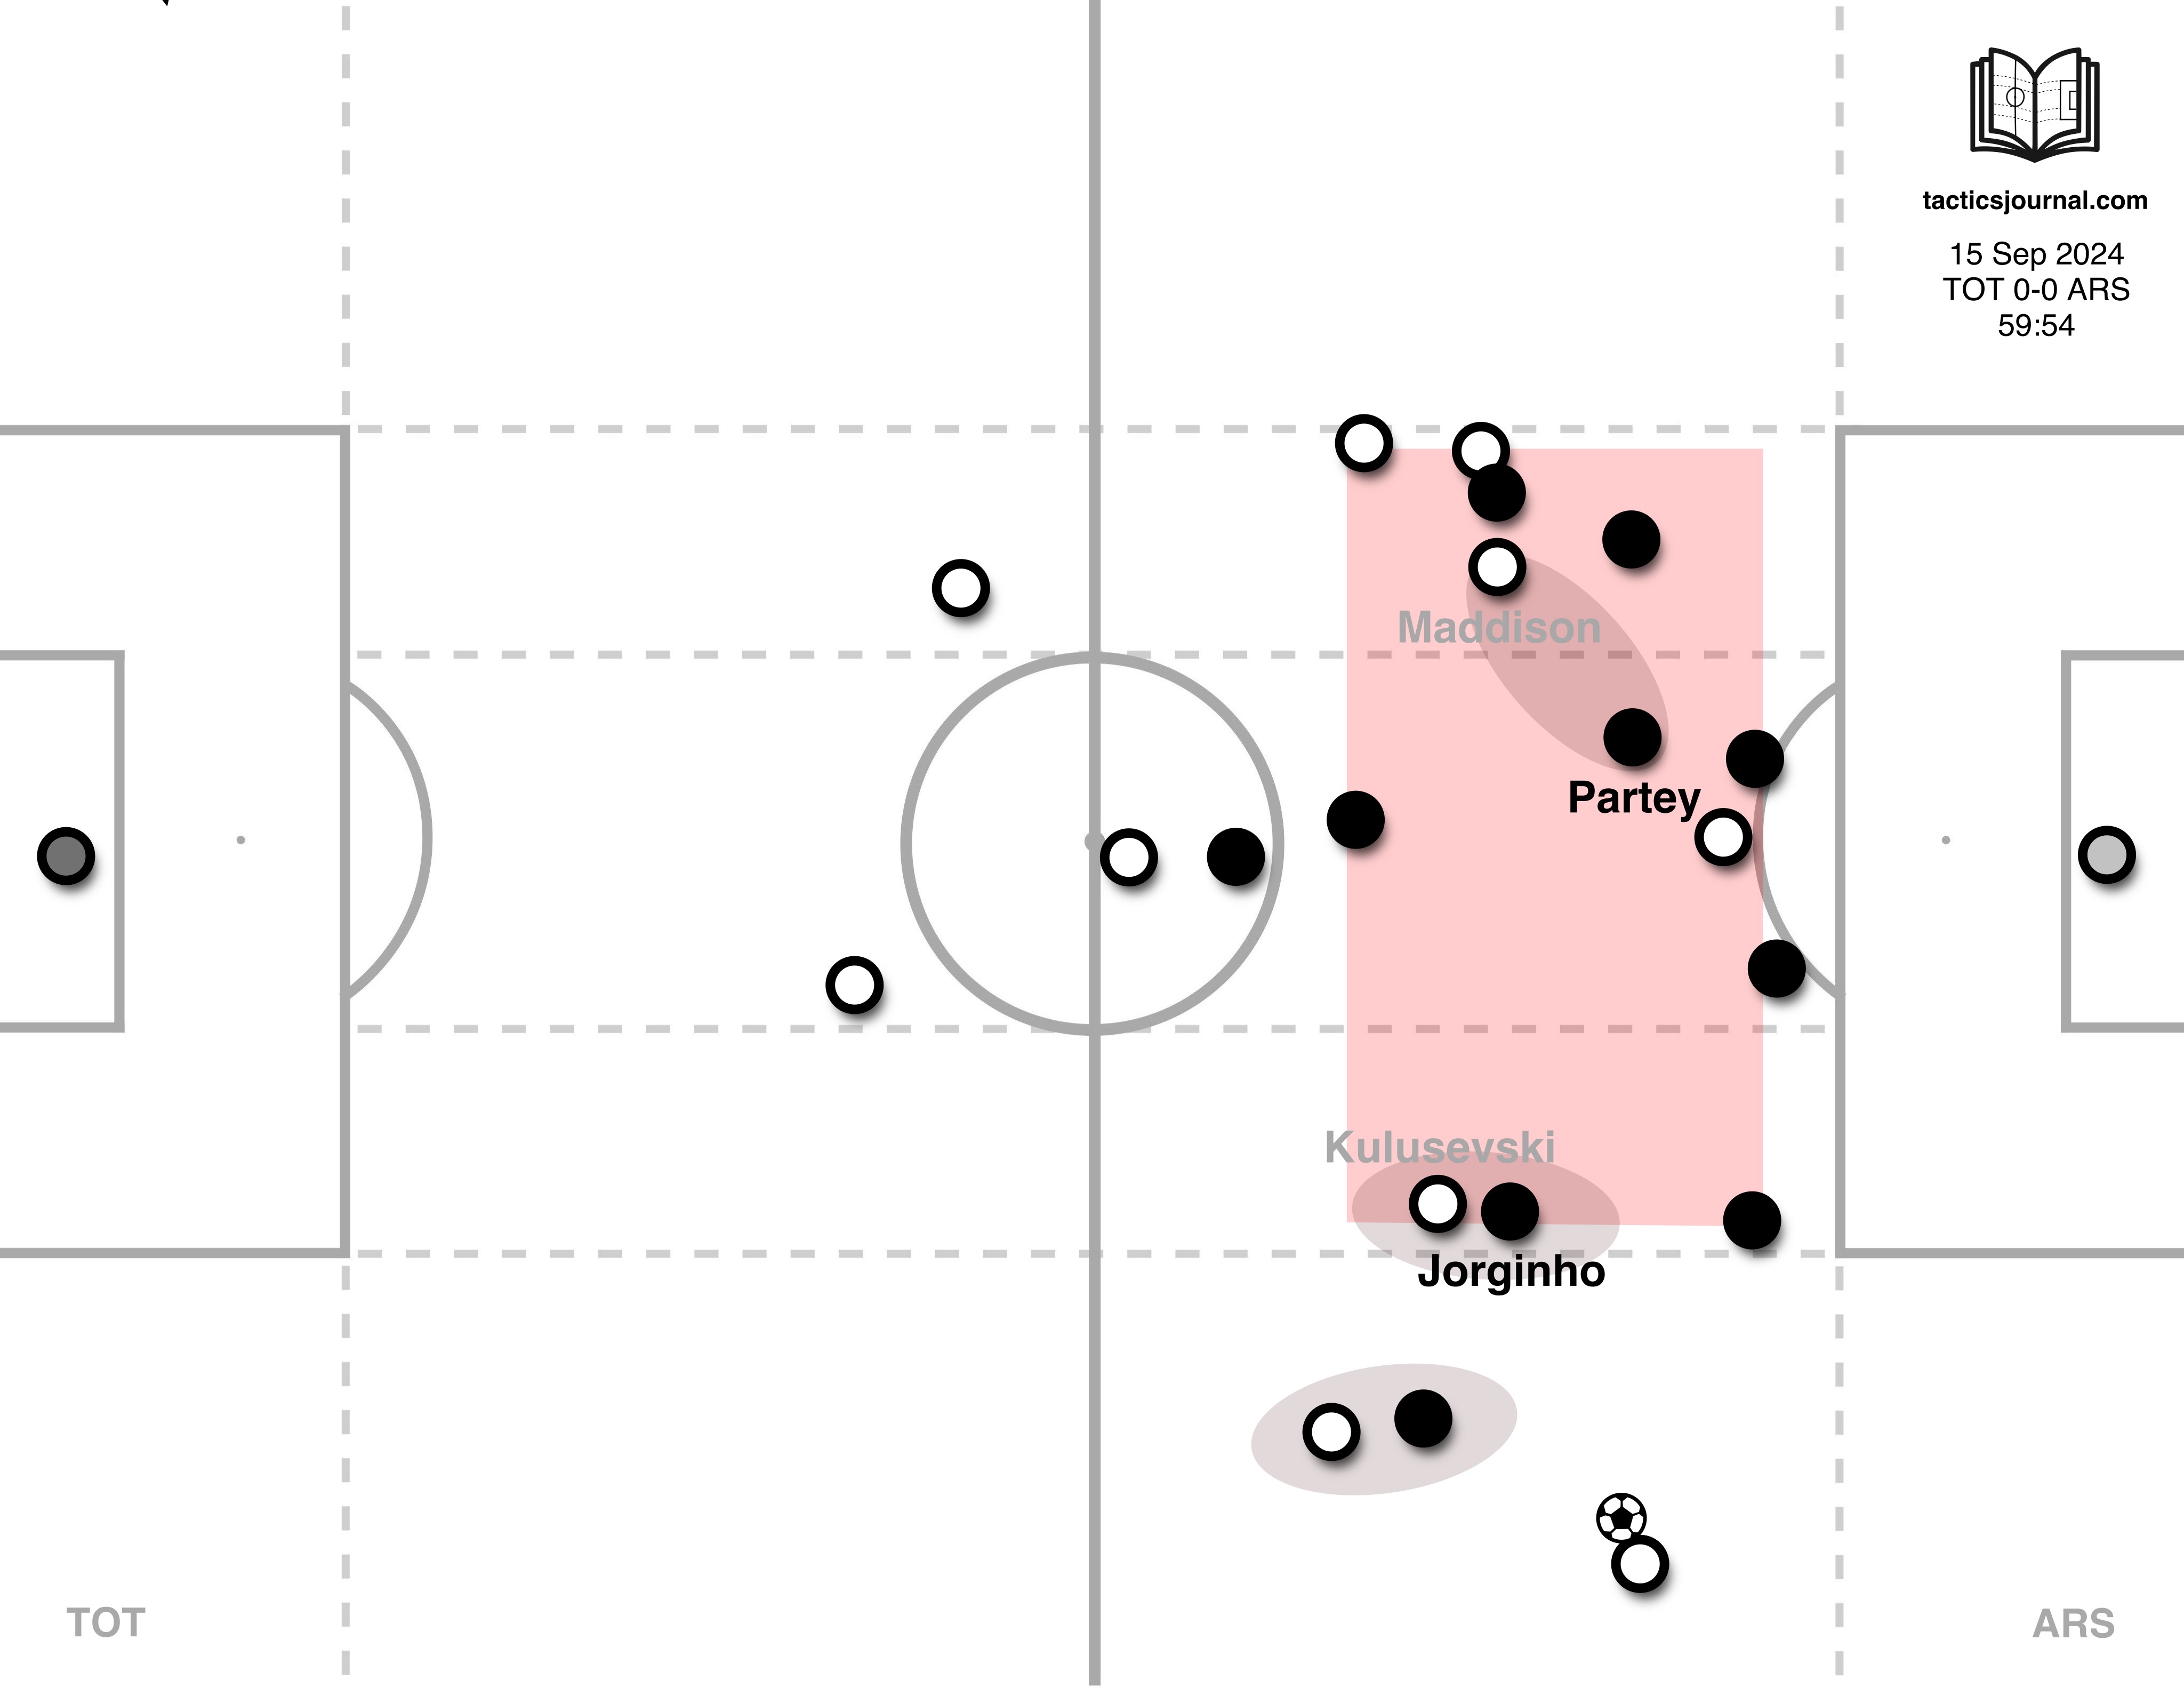 tacticsjournal.com
15 Sep 2024
TOT 0-0 ARS
59:54
Maddison
Partey
Kulusevski
Jorginho
TOT
ARS